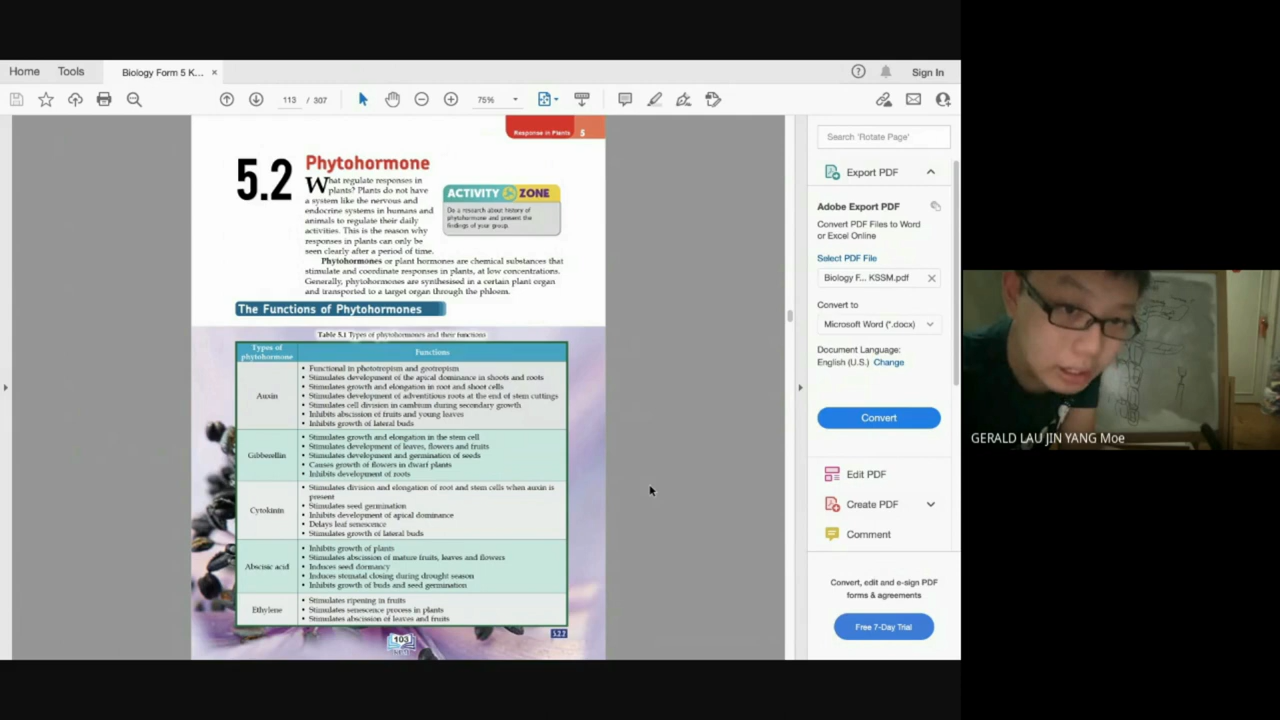 Home Tools Biology Form 5 K... × Sign In
113 / 307 75%
Response in Plants 5
5.2
Phytohormone
What regulate responses in
plants? Plants do not have
a system like the nervous and
endocrine systems in humans and
animals to regulate their daily
activities. This is the reason why
responses in plants can only be
seen clearly after a period of time.
ACTIVITY ZONE
Do a research about history of
phytohormone and present the
findings of your group.
Phytohormones or plant hormones are chemical substances that
stimulate and coordinate responses in plants, at low concentrations.
Generally, phytohormones are synthesised in a certain plant organ
and transported to a target organ through the phloem.
The Functions of Phytohormones
Table 5.1 Types of phytohormones and their functions
Types of
phytohormone
Functions
Auxin
• Functional in phototropism and geotropism
• Stimulates development of the apical dominance in shoots and roots
• Stimulates growth and elongation in root and shoot cells
• Stimulates development of adventitious roots at the end of stem cuttings
• Stimulates cell division in cambium during secondary growth
• Inhibits abscission of fruits and young leaves
• Inhibits growth of lateral buds
Gibberellin
• Stimulates growth and elongation in the stem cell
• Stimulates development of leaves, flowers and fruits
• Stimulates development and germination of seeds
• Causes growth of flowers in dwarf plants
• Inhibits development of roots
Cytokinin
• Stimulates division and elongation of root and stem cells when auxin is
present
• Stimulates seed germination
• Inhibits development of apical dominance
• Delays leaf senescence
• Stimulates growth of lateral buds
Abscisic acid
• Inhibits growth of plants
• Stimulates abscission of mature fruits, leaves and flowers
• Induces seed dormancy
• Induces stomatal closing during drought season
• Inhibits growth of buds and seed germination
Ethylene
• Stimulates ripening in fruits
• Stimulates senescence process in plants
• Stimulates abscission of leaves and fruits
103
5.2.2
Search 'Rotate Page'
Export PDF
Adobe Export PDF
Convert PDF Files to Word
or Excel Online
Select PDF File
Biology F... KSSM.pdf ×
Convert to
Microsoft Word (*.docx)
Document Language:
English (U.S.) Change
Convert
Edit PDF
Create PDF
Comment
Convert, edit and e-sign PDF
forms & agreements
Free 7-Day Trial
GERALD LAU JIN YANG Moe